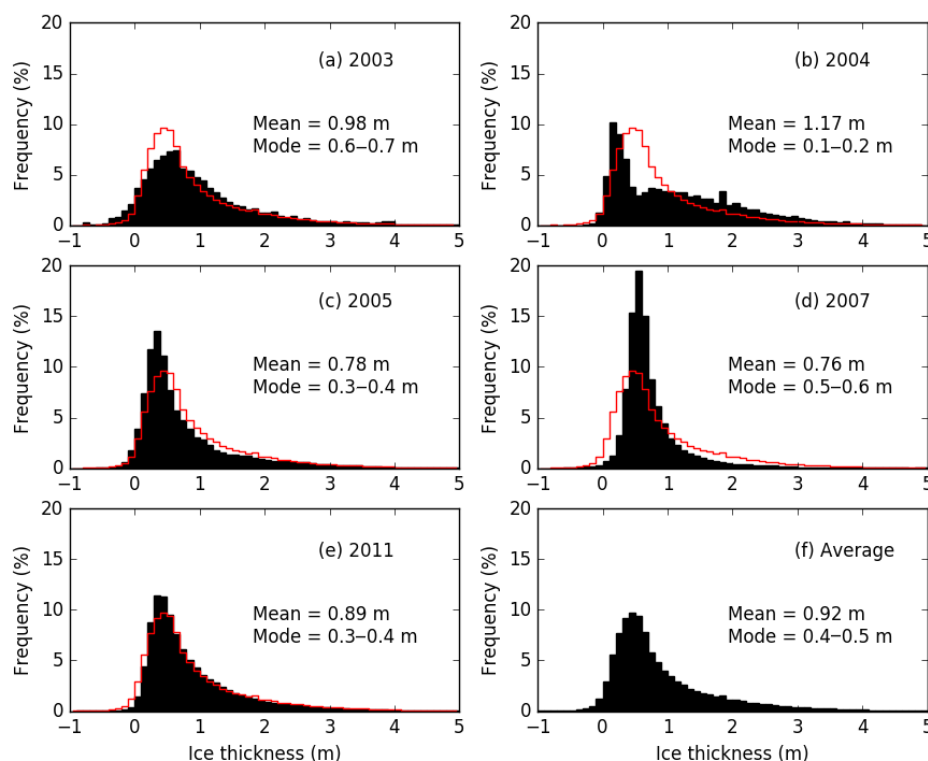 20
15
10
5
0
Frequency (%)
(a) 2003
Mean = 0.98 m
Mode = 0.6–0.7 m
−1 0 1 2 3 4 5
20
15
10
5
0
Frequency (%)
(b) 2004
Mean = 1.17 m
Mode = 0.1–0.2 m
−1 0 1 2 3 4 5
20
15
10
5
0
Frequency (%)
(c) 2005
Mean = 0.78 m
Mode = 0.3–0.4 m
−1 0 1 2 3 4 5
20
15
10
5
0
Frequency (%)
(d) 2007
Mean = 0.76 m
Mode = 0.5–0.6 m
−1 0 1 2 3 4 5
20
15
10
5
0
Frequency (%)
(e) 2011
Mean = 0.89 m
Mode = 0.3–0.4 m
−1 0 1 2 3 4 5
Ice thickness (m)
20
15
10
5
0
Frequency (%)
(f) Average
Mean = 0.92 m
Mode = 0.4–0.5 m
−1 0 1 2 3 4 5
Ice thickness (m)